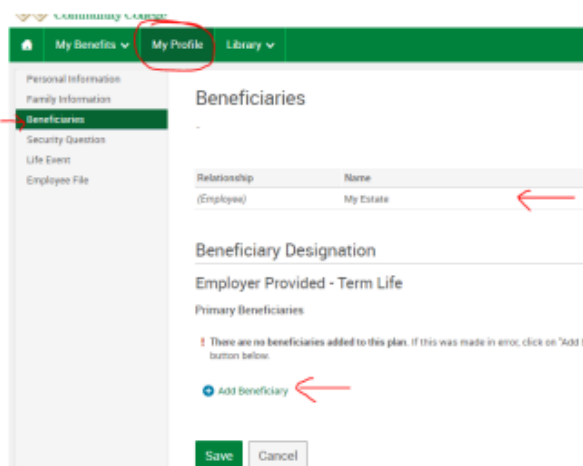 Community College
My Benefits My Profile Library
Personal Information
Family Information
Beneficiaries
Security Question
Life Event
Employee File
Beneficiaries
-
Relationship Name
(Employee) My Estate
Beneficiary Designation
Employer Provided - Term Life
Primary Beneficiaries
! There are no beneficiaries added to this plan. If this was made in error, click on "Add
button below.
Add Beneficiary
Save Cancel